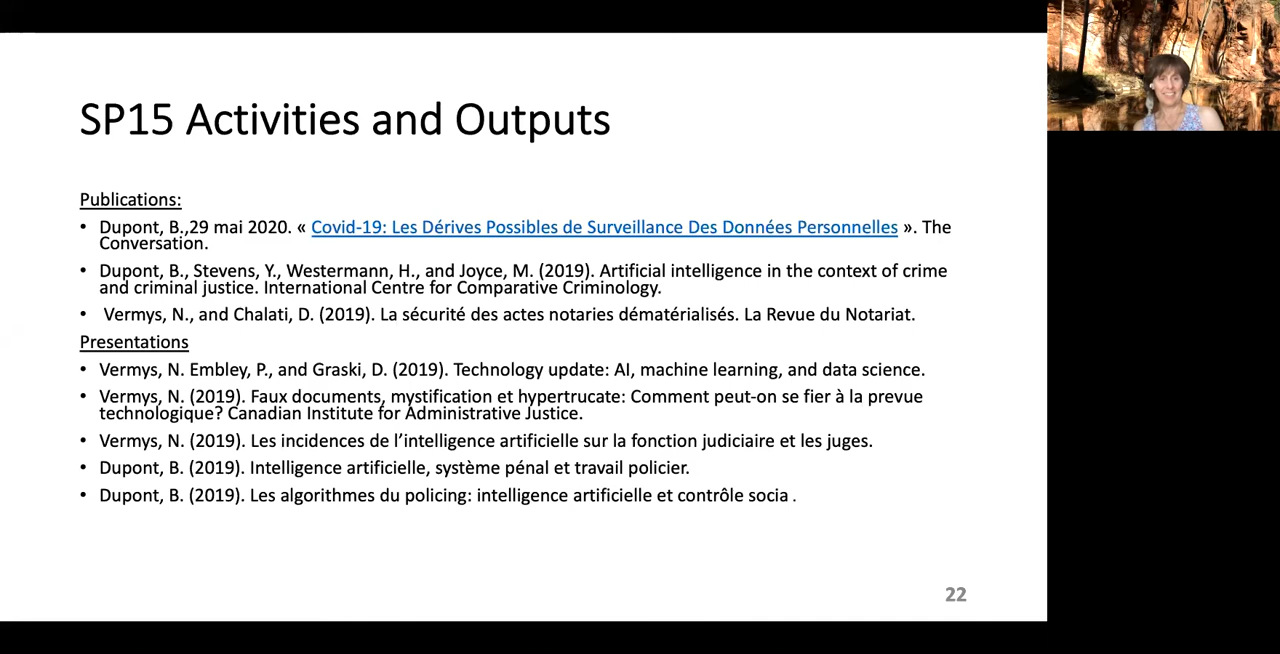 SP15 Activities and Outputs
Publications:
• Dupont, B.,29 mai 2020. « Covid-19: Les Dérives Possibles de Surveillance Des Données Personnelles ». The
Conversation.
• Dupont, B., Stevens, Y., Westermann, H., and Joyce, M. (2019). Artificial intelligence in the context of crime
and criminal justice. International Centre for Comparative Criminology.
• Vermys, N., and Chalati, D. (2019). La sécurité des actes notaries dématérialisés. La Revue du Notariat.
Presentations
• Vermys, N. Embley, P., and Graski, D. (2019). Technology update: AI, machine learning, and data science.
• Vermys, N. (2019). Faux documents, mystification et hypertrucate: Comment peut-on se fier à la prevue
technologique? Canadian Institute for Administrative Justice.
• Vermys, N. (2019). Les incidences de l’intelligence artificielle sur la fonction judiciaire et les juges.
• Dupont, B. (2019). Intelligence artificielle, système pénal et travail policier.
• Dupont, B. (2019). Les algorithmes du policing: intelligence artificielle et contrôle socia .
22